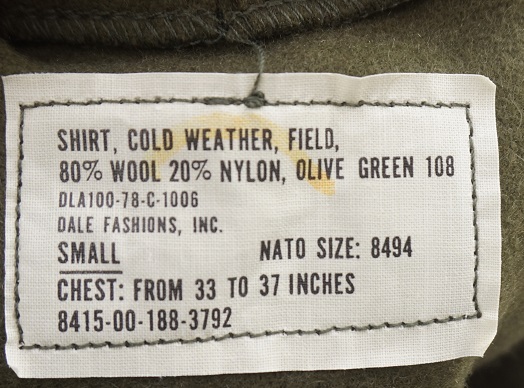 SHIRT, COLD WEATHER, FIELD,
80% WOOL 20% NYLON, OLIVE GREEN 108
DLA100-78-C-1006
DALE FASHIONS, INC.
SMALL NATO SIZE: 8494
CHEST: FROM 33 TO 37 INCHES
8415-00-188-3792